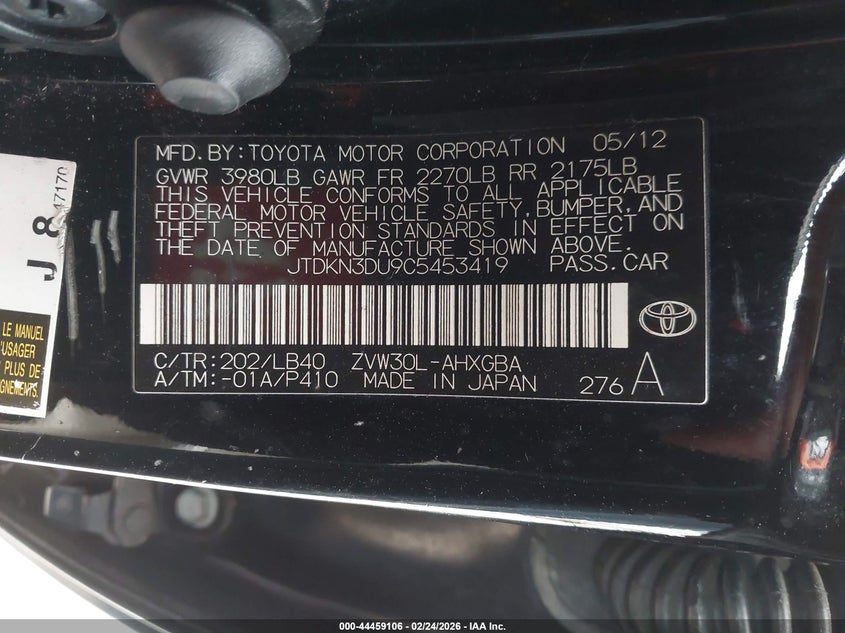 MFD.BY:TOYOTA MOTOR CORPORATION 05/12
GVWR 3980LB GAWR FR 2270LB RR 2175LB
THIS VEHICLE CONFORMS TO ALL APPLICABLE
FEDERAL MOTOR VEHICLE SAFETY,BUMPER,AND
THEFT PREVENTION STANDARDS IN EFFECT ON
THE DATE OF MANUFACTURE SHOWN ABOVE.
JTDKN3DU9C5453419 PASS.CAR
C/TR:202/LB40 ZVW30L-AHXGBA
A/TM:-01A/P410 MADE IN JAPAN 276 A
J 8
47170
LE MANUEL
'USAGER
PLUS DE
GNEMENTS.
000-44459106 - 02/24/2026 - IAA Inc.